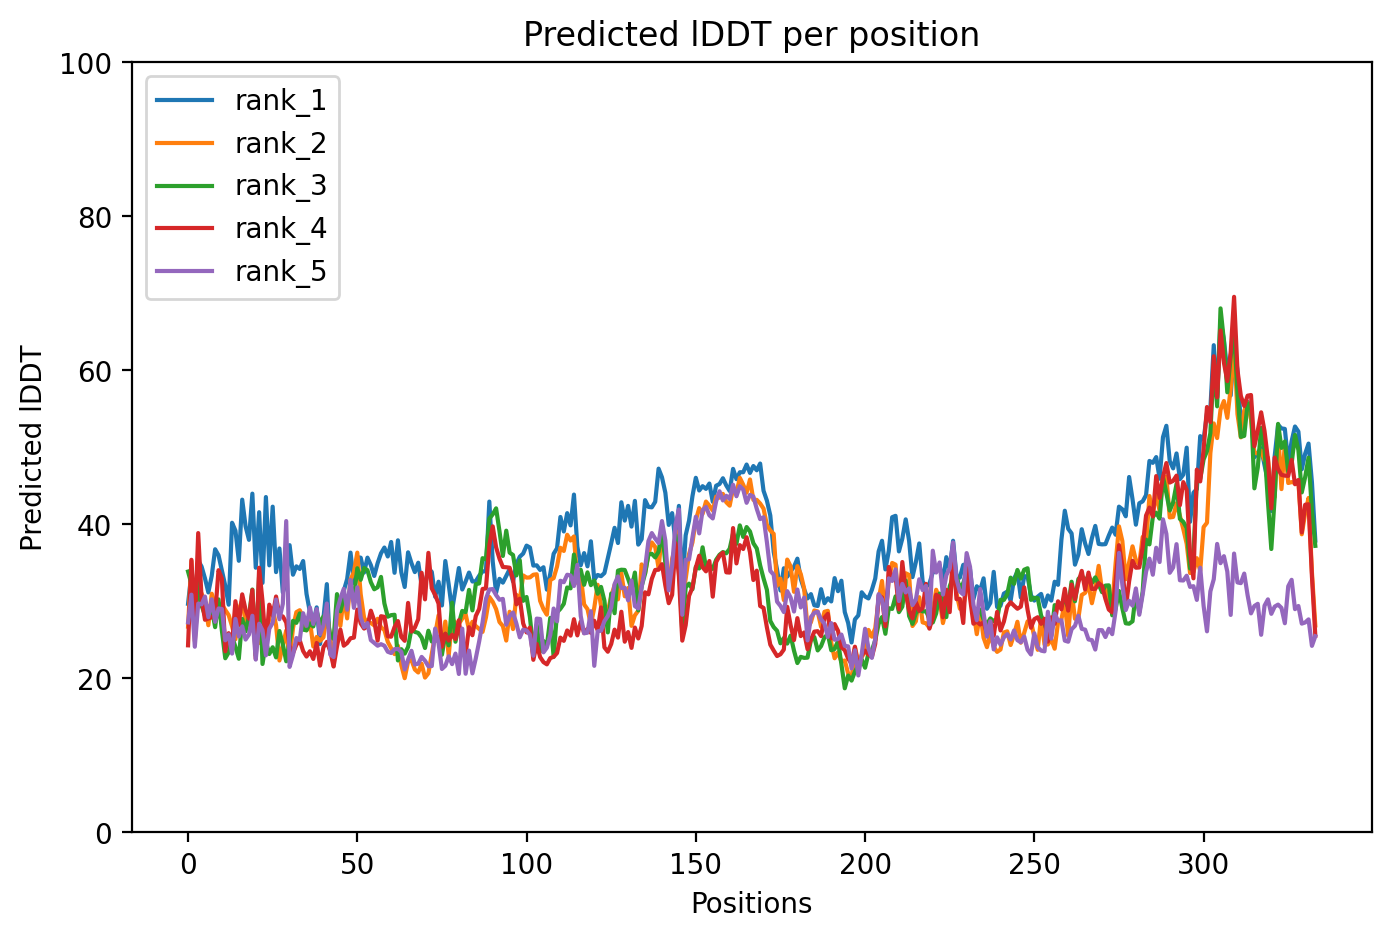 Predicted lDDT per position
100
80
60
40
20
0
Predicted lDDT
rank_1
rank_2
rank_3
rank_4
rank_5
0 50 100 150 200 250 300
Positions